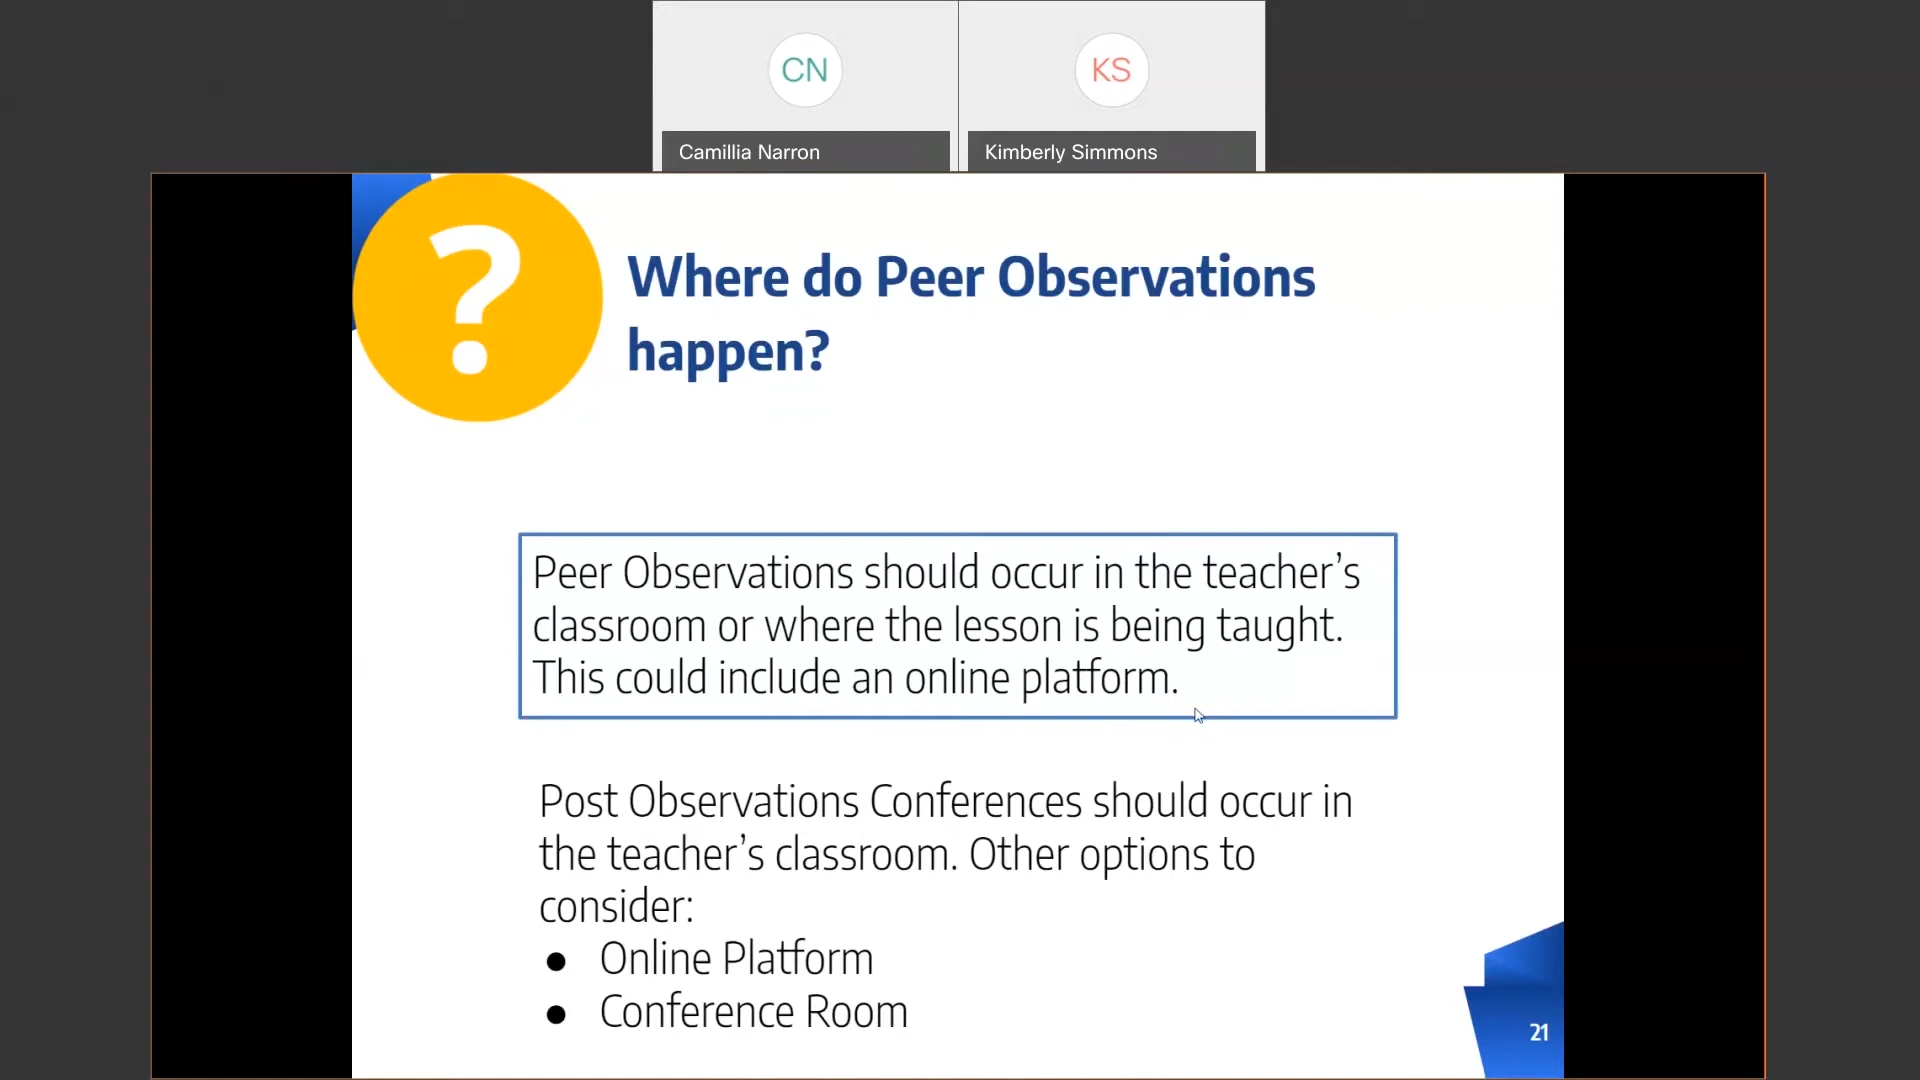 CN
KS
Camillia Narron
Kimberly Simmons
?
Where do Peer Observations
happen?
Peer Observations should occur in the teacher’s
classroom or where the lesson is being taught.
This could include an online platform.
Post Observations Conferences should occur in
the teacher’s classroom. Other options to
consider:
● Online Platform
● Conference Room
21